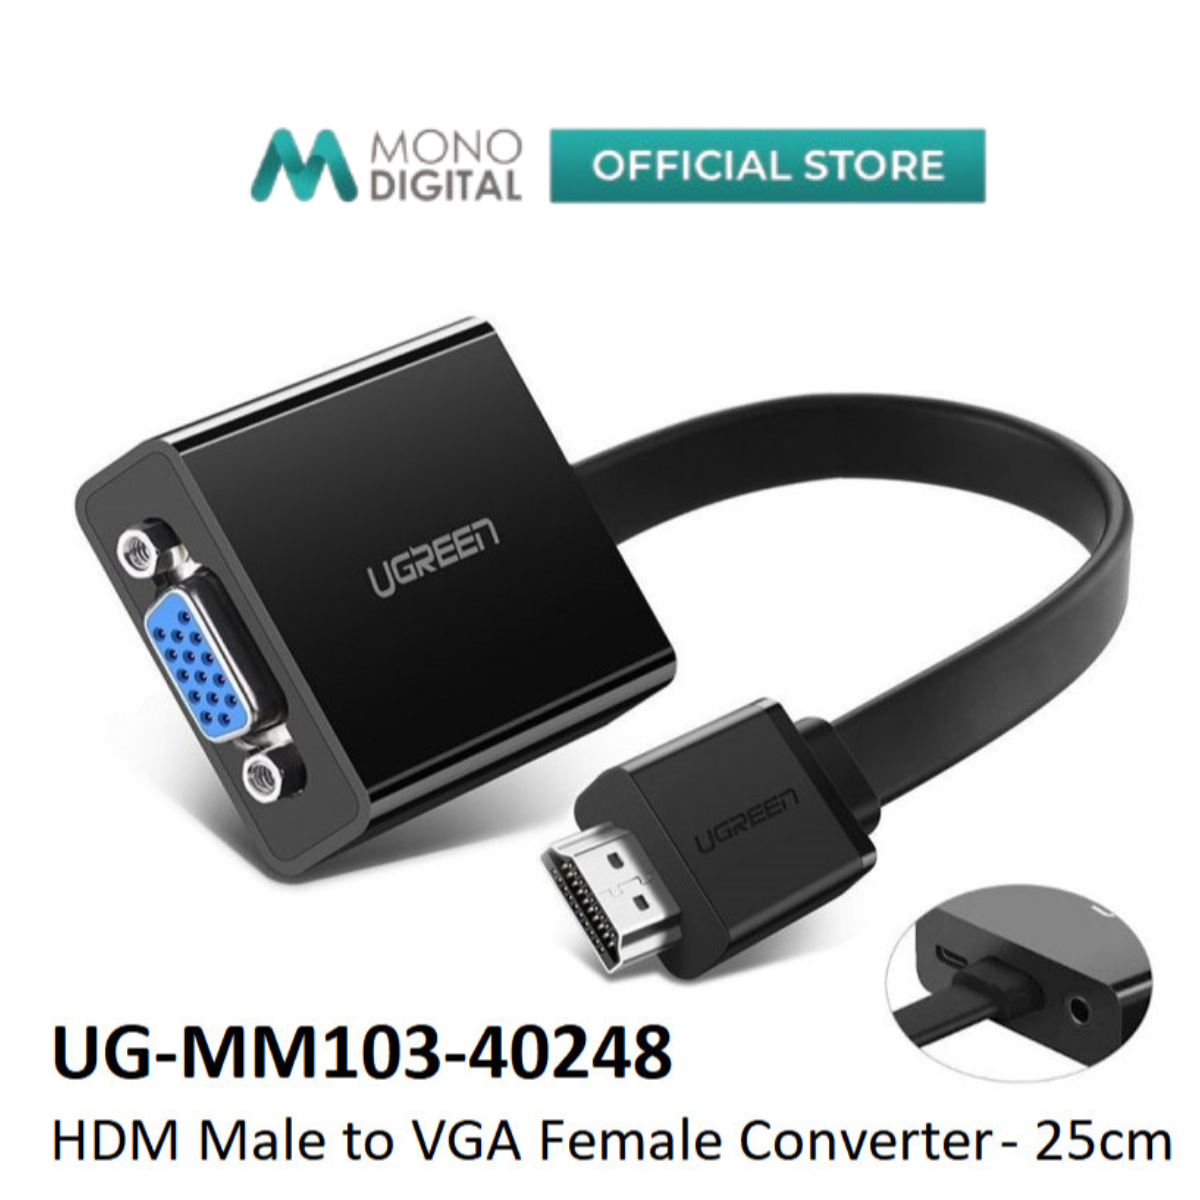 MONO
DIGITAL
OFFICIAL STORE
UGREEN
UGREEN
UG-MM103-40248
HDM Male to VGA Female Converter - 25cm